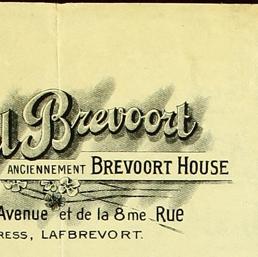 Brevoort
ANCIENNEMENT BREVOORT HOUSE
Avenue et de la 8me Rue
RESS, LAFBREVORT.